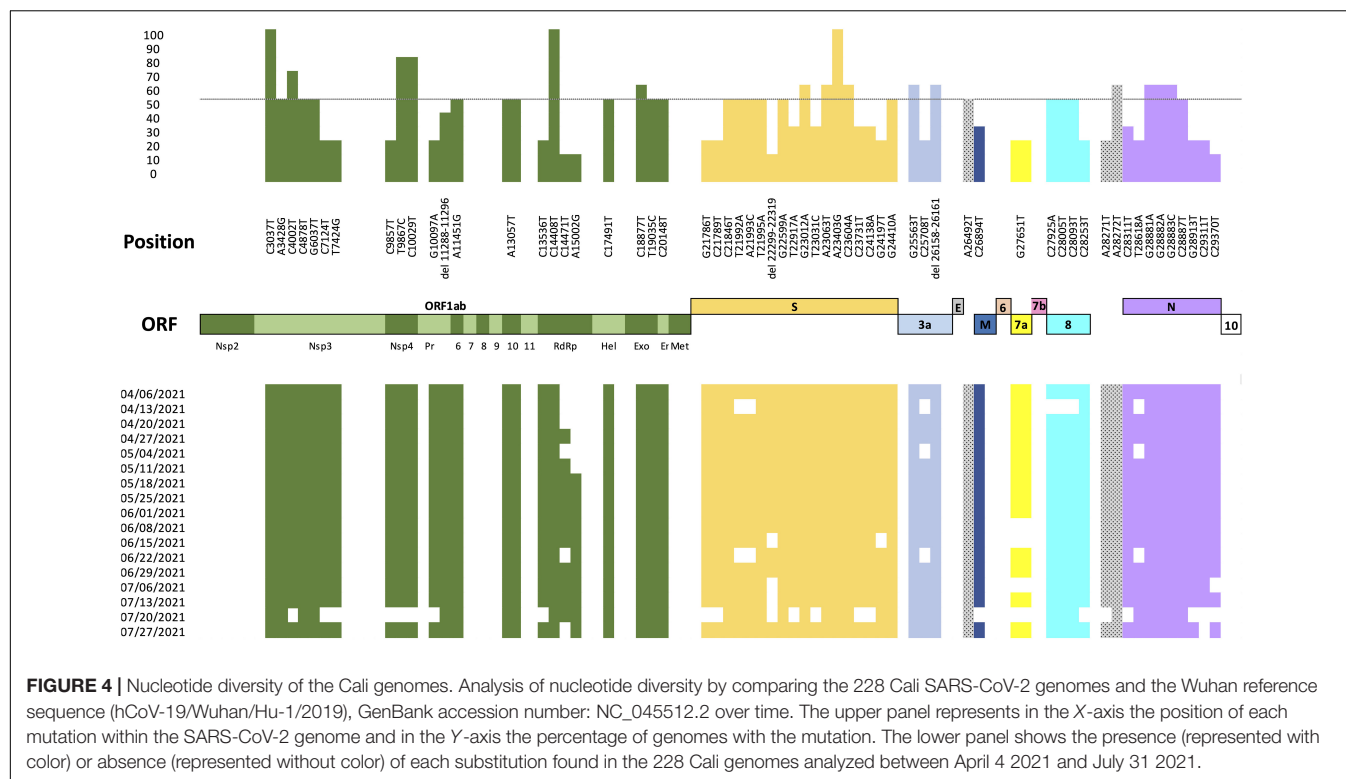 100
90
80
70
60
50
40
30
20
10
0
Position
C3037T
A3428G
C4002T
C4878T
G6037T
C7124T
T7424G
C9857T
T9867C
C10029T
G10097A
del 11288-11296
A11451G
A13057T
C13536T
C14408T
C14471T
A15002G
C17491T
C18877T
T19035C
C20148T
G21786T
G21789T
C21846T
T21992A
A21993C
T21995A
del 22299-22319
G22599A
T22917A
G23012A
T23031C
A23063T
A23403G
C23604A
C23731T
C24138A
G24197T
G24410A
G25563T
C25708T
del 26158-26161
A26492T
C26894T
G27651T
C27925A
C28005T
C28093T
C28253T
A28271T
A28272T
C28311T
T28618A
G28881A
G28882A
G28883C
C28887T
G28913T
C29311T
C29370T
ORF
ORF1ab
S
3a
E
M
6
7a
7b
8
N
10
Nsp2 Nsp3 Nsp4 Pr 6 7 8 9 10 11 RdRp Hel Exo Er Met
04/06/2021
04/13/2021
04/20/2021
04/27/2021
05/04/2021
05/11/2021
05/18/2021
05/25/2021
06/01/2021
06/08/2021
06/15/2021
06/22/2021
06/29/2021
07/06/2021
07/13/2021
07/20/2021
07/27/2021
FIGURE 4 | Nucleotide diversity of the Cali genomes. Analysis of nucleotide diversity by comparing the 228 Cali SARS-CoV-2 genomes and the Wuhan reference
sequence (hCoV-19/Wuhan/Hu-1/2019), GenBank accession number: NC_045512.2 over time. The upper panel represents in the X-axis the position of each
mutation within the SARS-CoV-2 genome and in the Y-axis the percentage of genomes with the mutation. The lower panel shows the presence (represented with
color) or absence (represented without color) of each substitution found in the 228 Cali genomes analyzed between April 4 2021 and July 31 2021.